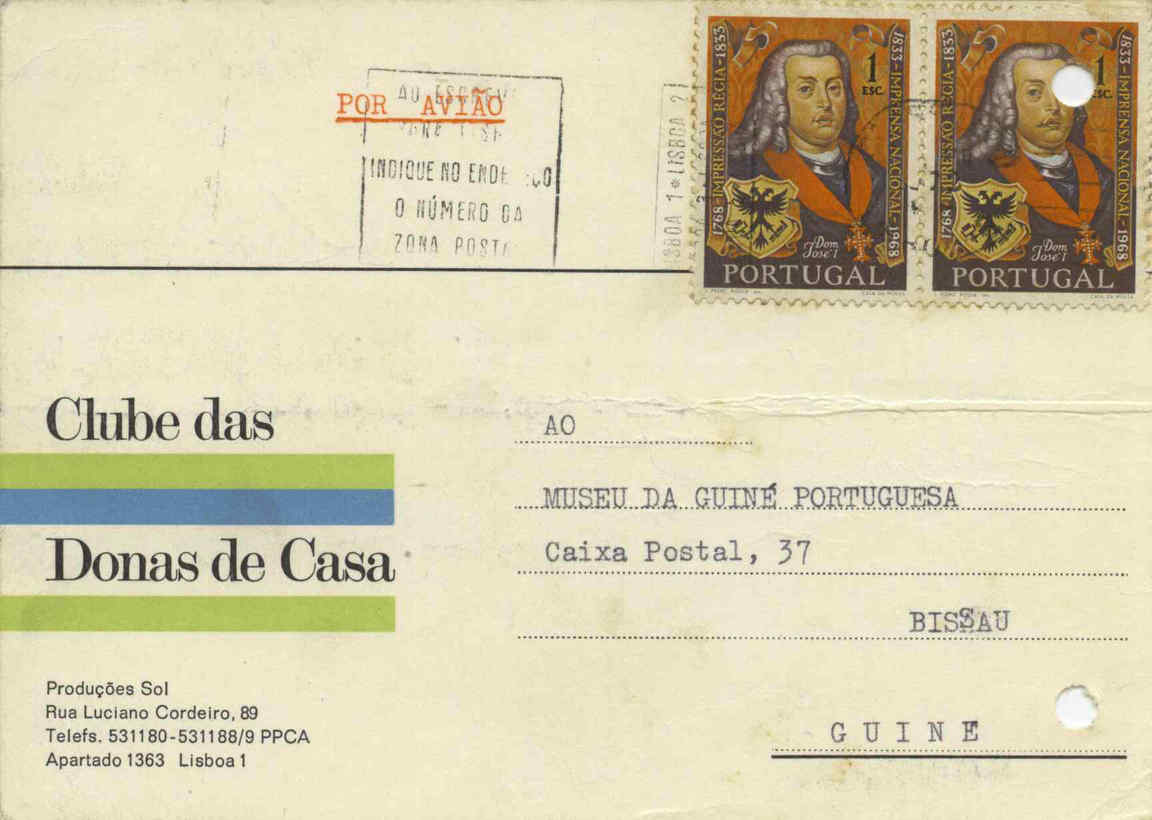 POR AVIÃO
INDIQUE NO
O NÚMERO DA
ZONA
1 * LISBOA
1768-IMPRESSÃO RÉGIA-1833
1833-IMPRENSA NACIONAL-1968
1
ESC.
Dom
José I
PORTUGAL
1768-IMPRESSÃO RÉGIA-1833
1833-IMPRENSA NACIONAL-1968
1
Dom
José I
PORTUGAL
Clube das
Donas de Casa
AO
MUSEU DA GUINÉ PORTUGUESA
Caixa Postal, 37
BISSAU
GUINE
Produções Sol
Rua Luciano Cordeiro, 89
Telefs. 531180-531188/9 PPCA
Apartado 1363 Lisboa 1